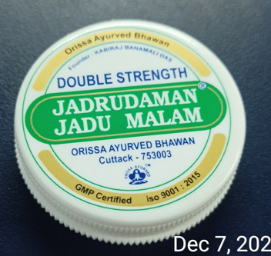 Orissa Ayurved Bhawan
Founder - KABIRAJ BANAMALI DAS
DOUBLE STRENGTH
JADRUDAMAN®
JADU MALAM
ORISSA AYURVED BHAWAN
Cuttack - 753003
GMP Certified iso 9001 : 2015
Dec 7, 202